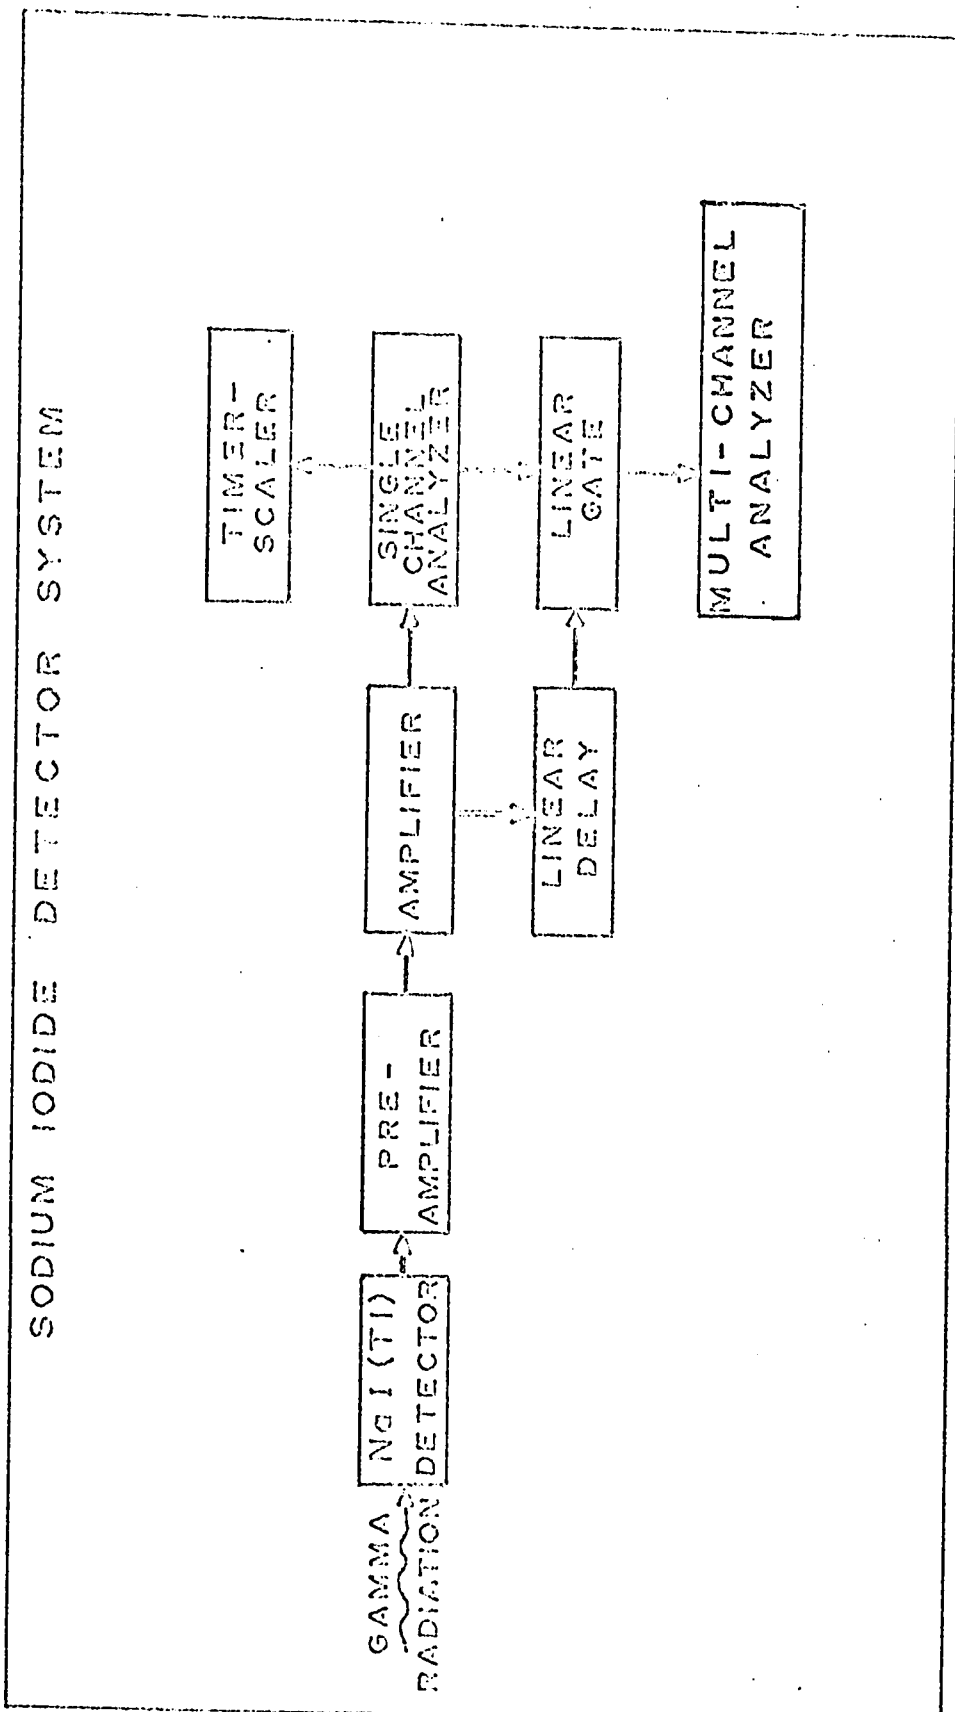 SODIUM IODIDE DETECTOR SYSTEM
GAMMA
RADIATION
NaI(Tl)
DETECTOR
PRE-
AMPLIFIER
AMPLIFIER
TIMER-
SCALER
SINGLE
CHANNEL
ANALYZER
LINEAR
DELAY
LINEAR
GATE
MULTI-CHANNEL
ANALYZER